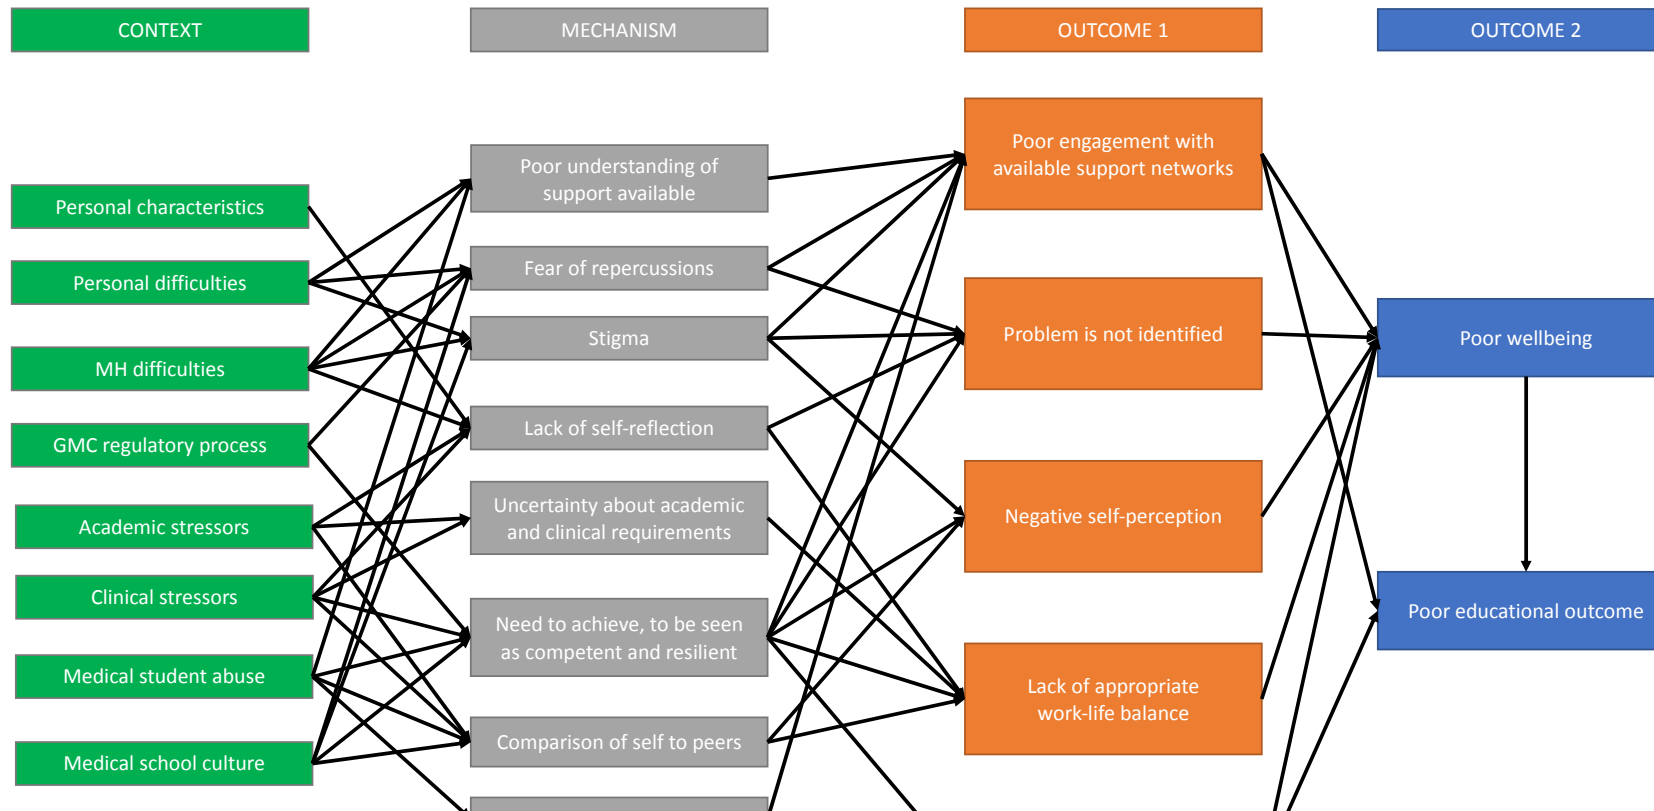 CONTEXT
MECHANISM
OUTCOME 1
OUTCOME 2
Personal characteristics
Personal difficulties
MH difficulties
GMC regulatory process
Academic stressors
Clinical stressors
Medical student abuse
Medical school culture
Poor understanding of
support available
Fear of repercussions
Stigma
Lack of self-reflection
Uncertainty about academic
and clinical requirements
Need to achieve, to be seen
as competent and resilient
Comparison of self to peers
Poor engagement with
available support networks
Problem is not identified
Negative self-perception
Lack of appropriate
work-life balance
Poor wellbeing
Poor educational outcome